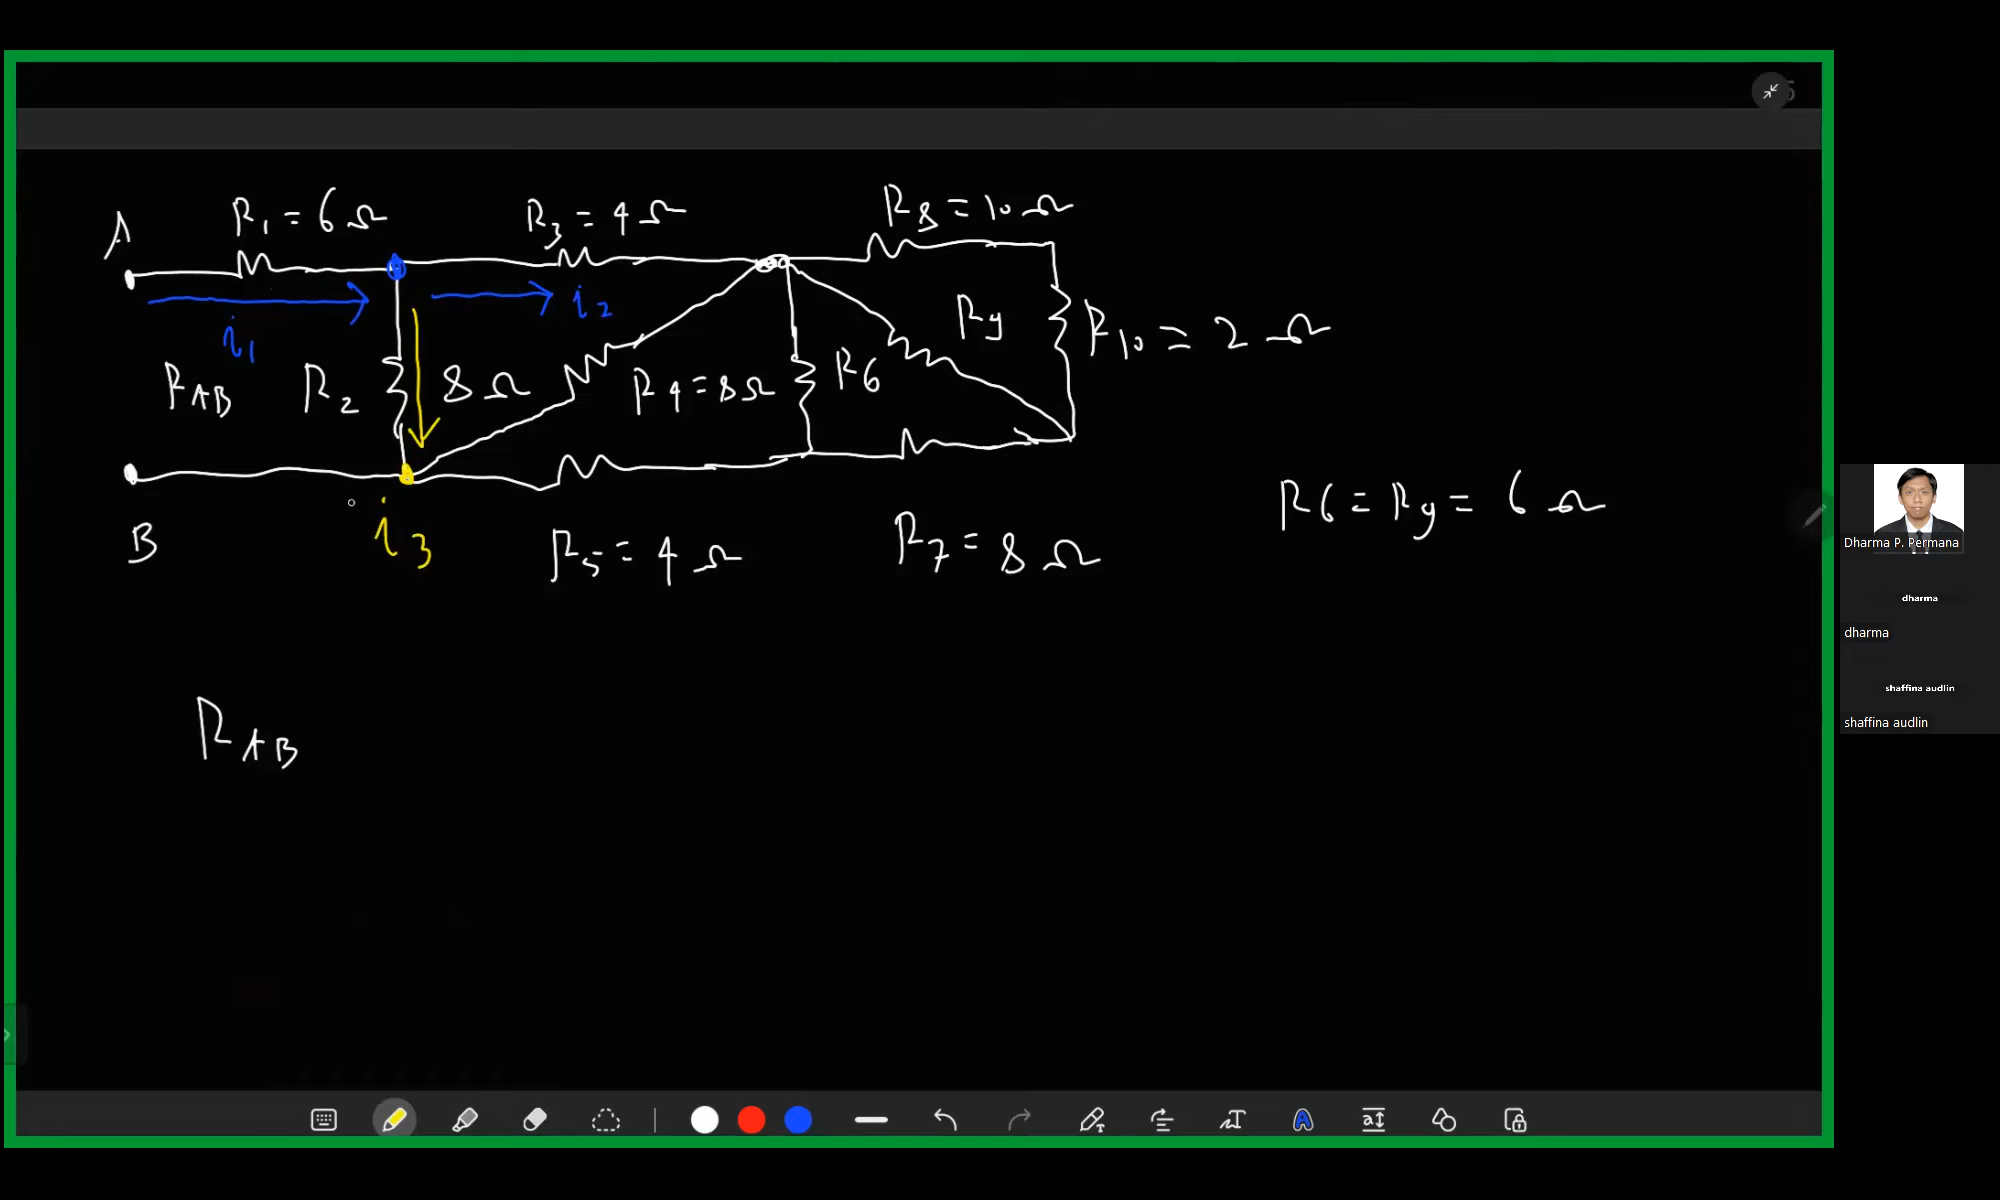 R1 = 6 Ω
R3 = 4 Ω
R8 = 10 Ω
A
i1
i2
R9
R10 = 2 Ω
RAB
R2
8 Ω
R4 = 8 Ω
R6
B
i3
R5 = 4 Ω
R7 = 8 Ω
R6 = R9 = 6 Ω
RAB
Dharma P. Permana
dharma
dharma
shaffina audlin
shaffina audlin